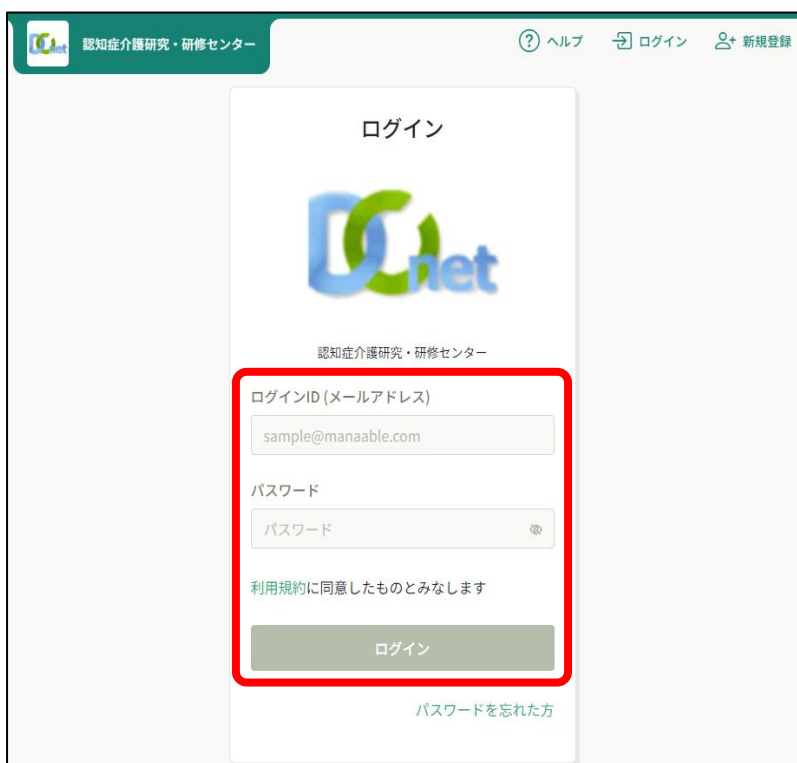 DCnet 認知症介護研究・研修センター ヘルプ ログイン 新規登録
ログイン
DCnet
認知症介護研究・研修センター
ログインID (メールアドレス)
sample@manaable.com
パスワード
パスワード
利用規約に同意したものとみなします
ログイン
パスワードを忘れた方